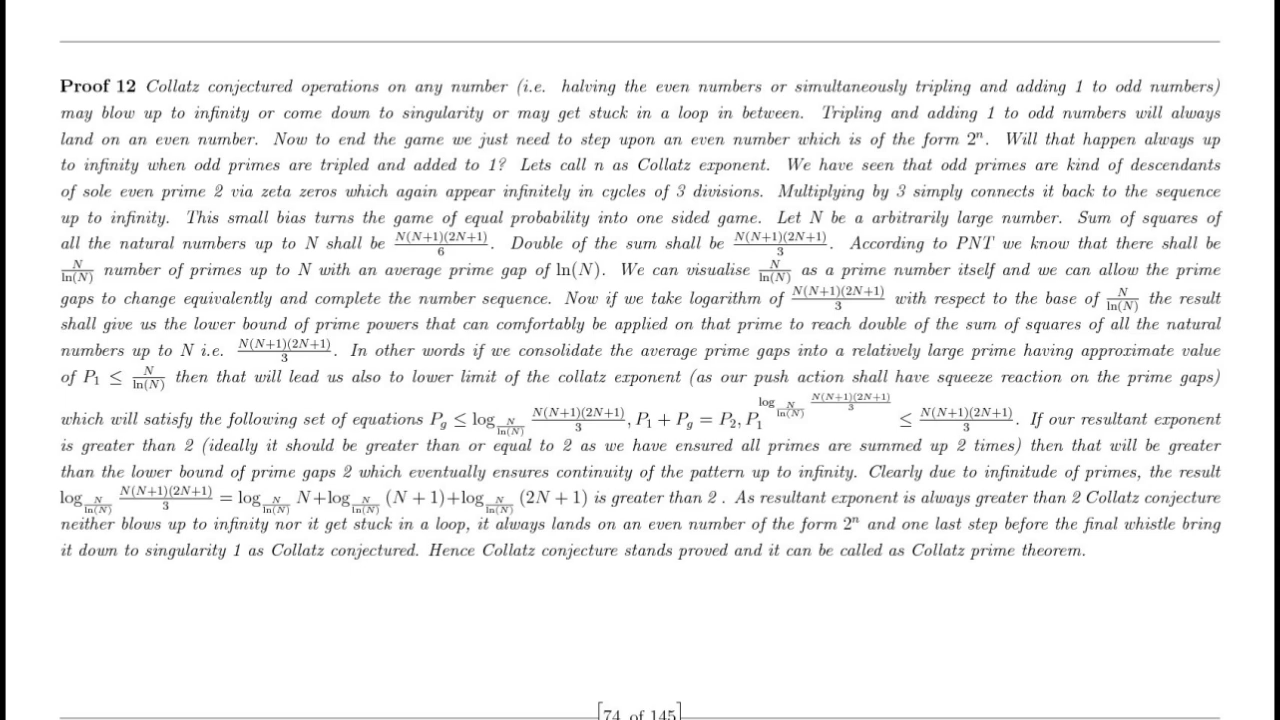 Proof 12 Collatz conjectured operations on any number (i.e. halving the even numbers or simultaneously tripling and adding 1 to odd numbers)
may blow up to infinity or come down to singularity or may get stuck in a loop in between. Tripling and adding 1 to odd numbers will always
land on an even number. Now to end the game we just need to step upon an even number which is of the form $2^n$. Will that happen always up
to infinity when odd primes are tripled and added to 1? Lets call n as Collatz exponent. We have seen that odd primes are kind of descendants
of sole even prime 2 via zeta zeros which again appear infinitely in cycles of 3 divisions. Multiplying by 3 simply connects it back to the sequence
up to infinity. This small bias turns the game of equal probability into one sided game. Let N be a arbitrarily large number. Sum of squares of
all the natural numbers up to N shall be $\frac{N(N+1)(2N+1)}{6}$. Double of the sum shall be $\frac{N(N+1)(2N+1)}{3}$. According to PNT we know that there shall be
$\frac{N}{\ln(N)}$ number of primes up to N with an average prime gap of ln(N). We can visualise $\frac{N}{\ln(N)}$ as a prime number itself and we can allow the prime
gaps to change equivalently and complete the number sequence. Now if we take logarithm of $\frac{N(N+1)(2N+1)}{3}$ with respect to the base of $\frac{N}{\ln(N)}$ the result
shall give us the lower bound of prime powers that can comfortably be applied on that prime to reach double of the sum of squares of all the natural
numbers up to N i.e. $\frac{N(N+1)(2N+1)}{3}$. In other words if we consolidate the average prime gaps into a relatively large prime having approximate value
of $P_1 \leq \frac{N}{\ln(N)}$ then that will lead us also to lower limit of the collatz exponent (as our push action shall have squeeze reaction on the prime gaps)
which will satisfy the following set of equations $P_g \leq \log_{\frac{N}{\ln(N)}} \frac{N(N+1)(2N+1)}{3}, P_1 + P_g = P_2, P_1^{\log_{\frac{N}{\ln(N)}} \frac{N(N+1)(2N+1)}{3}} \leq \frac{N(N+1)(2N+1)}{3}$. If our resultant exponent
is greater than 2 (ideally it should be greater than or equal to 2 as we have ensured all primes are summed up 2 times) then that will be greater
than the lower bound of prime gaps 2 which eventually ensures continuity of the pattern up to infinity. Clearly due to infinitude of primes, the result
$\log_{\frac{N}{\ln(N)}} \frac{N(N+1)(2N+1)}{3} = \log_{\frac{N}{\ln(N)}} N + \log_{\frac{N}{\ln(N)}} (N+1) + \log_{\frac{N}{\ln(N)}} (2N+1)$ is greater than 2 . As resultant exponent is always greater than 2 Collatz conjecture
neither blows up to infinity nor it get stuck in a loop, it always lands on an even number of the form $2^n$ and one last step before the final whistle bring
it down to singularity 1 as Collatz conjectured. Hence Collatz conjecture stands proved and it can be called as Collatz prime theorem.
74 of 145